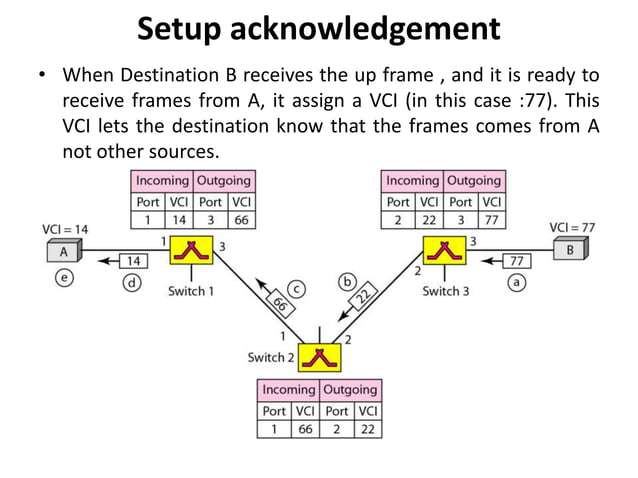 Setup acknowledgement
• When Destination B receives the up frame , and it is ready to
receive frames from A, it assign a VCI (in this case :77). This
VCI lets the destination know that the frames comes from A
not other sources.
Incoming Outgoing
Port VCI Port VCI
1 14 3 66
Incoming Outgoing
Port VCI Port VCI
2 22 3 77
VCI = 14
VCI = 77
A
1
3
3
B
14
77
e
d
Switch 1
c
b
2
Switch 3
a
66
22
1
2
Switch 2
Incoming Outgoing
Port VCI Port VCI
1 66 2 22